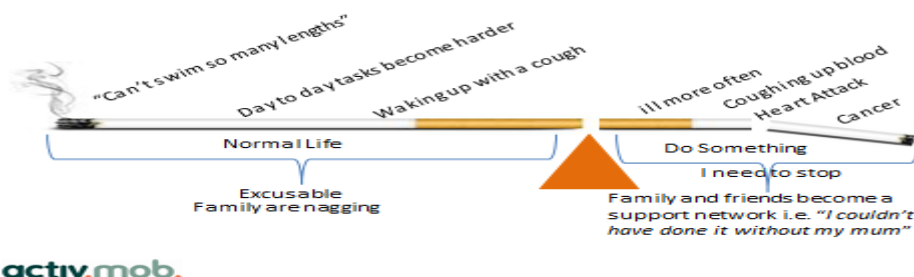 "Can't swim so many lengths"
Day to day tasks become harder
Waking up with a cough
ill more often
Coughing up blood
Heart Attack
Cancer
Normal Life
Do Something
I need to stop
Excusable
Family are nagging
Family and friends become a
support network i.e. "I couldn't
have done it without my mum"
activ.mob.